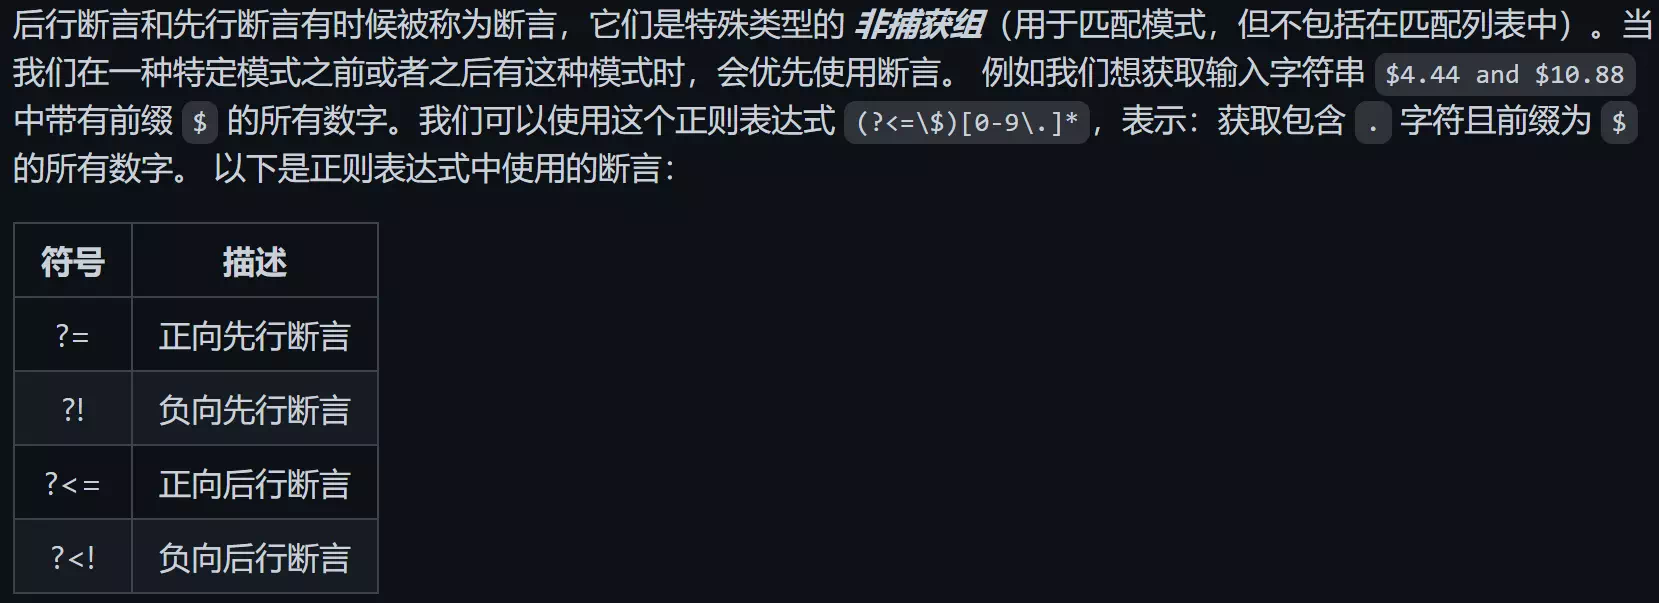 后行断言和先行断言有时候被称为断言，它们是特殊类型的 非捕获组（用于匹配模式，但不包括在匹配列表中）。当
我们在一种特定模式之前或者之后有这种模式时，会优先使用断言。 例如我们想获取输入字符串 $4.44 and $10.88
中带有前缀 $ 的所有数字。我们可以使用这个正则表达式 (?<=\$)[0-9\.]*，表示：获取包含 . 字符且前缀为 $
的所有数字。 以下是正则表达式中使用的断言：
符号 描述
?= 正向先行断言
?! 负向先行断言
?<= 正向后行断言
?<! 负向后行断言